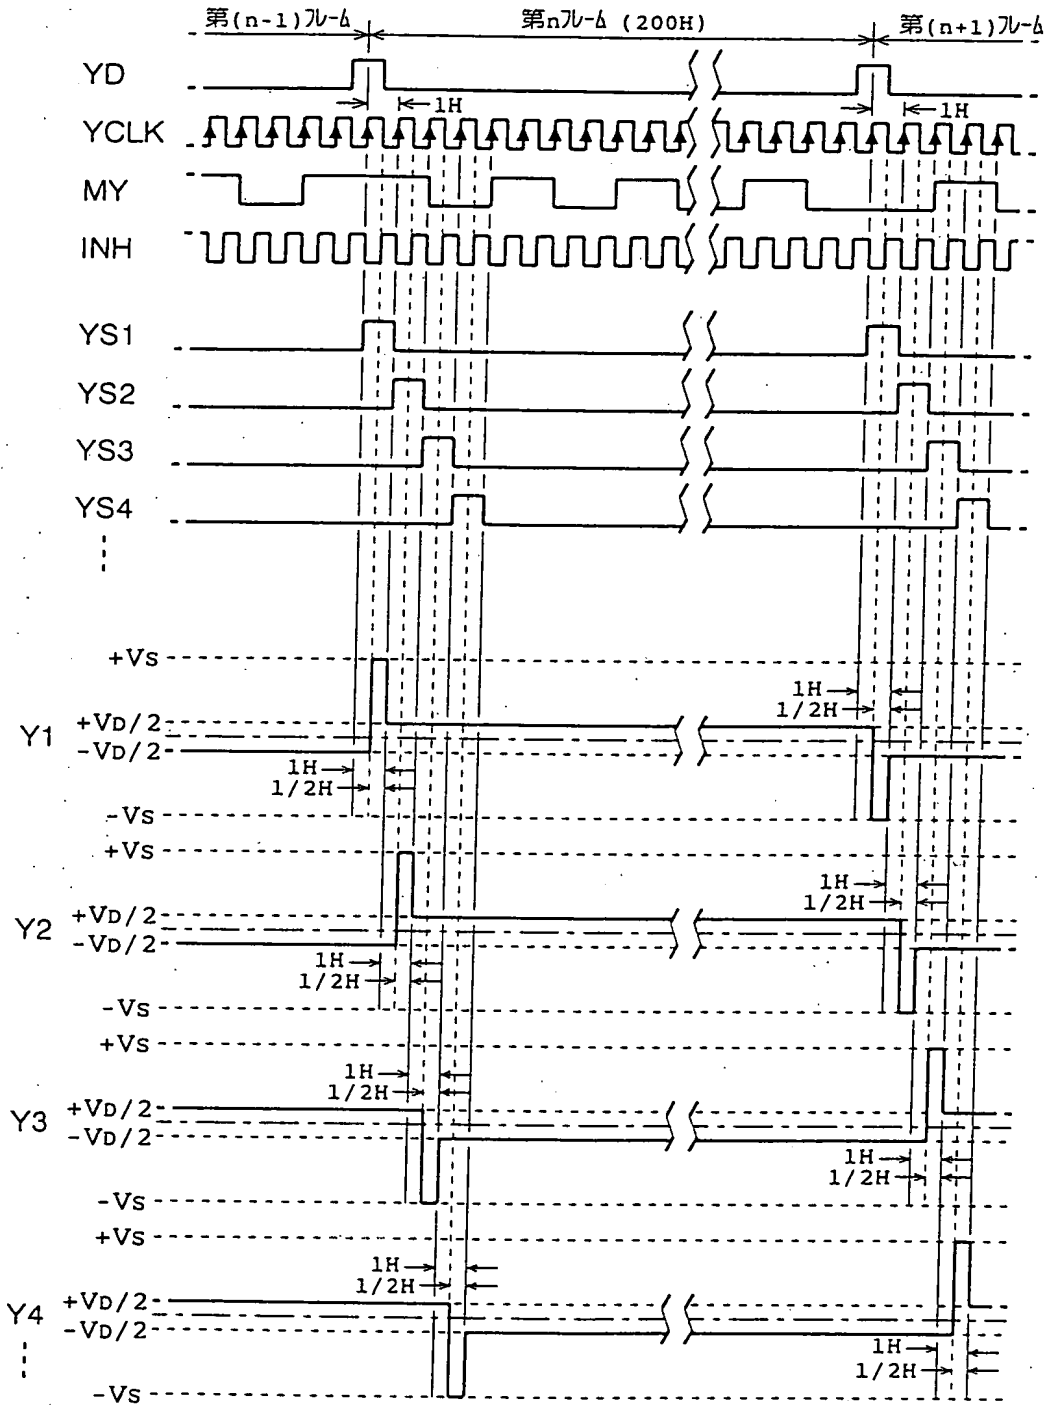 第(n-1)フレーム 第nフレーム (200H) 第(n+1)フレーム
YD
1H 1H
YCLK
MY
INH
YS1
YS2
YS3
YS4
+VS
1H
+VD/2 1/2H
Y1
-VD/2
1H
1/2H
-VS
+VS
1H
1/2H
+VD/2
Y2
-VD/2
1H
1/2H
-VS
+VS
1H
1/2H
+VD/2
Y3
-VD/2
1H
1/2H
-VS
+VS
1H
1/2H
+VD/2
Y4
-VD/2
1H
1/2H
-VS